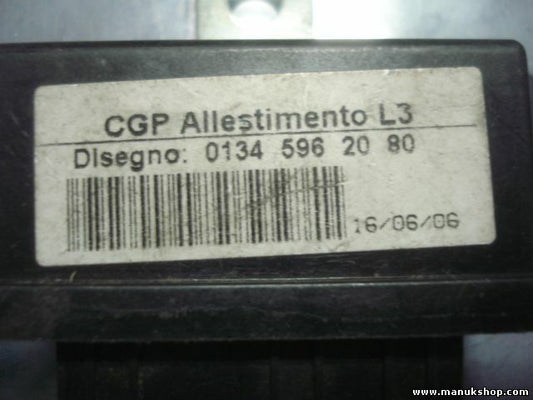 CGP Allestimento L3
Disegno: 0134 596 20 80
16/06/06
www.manukshop.com